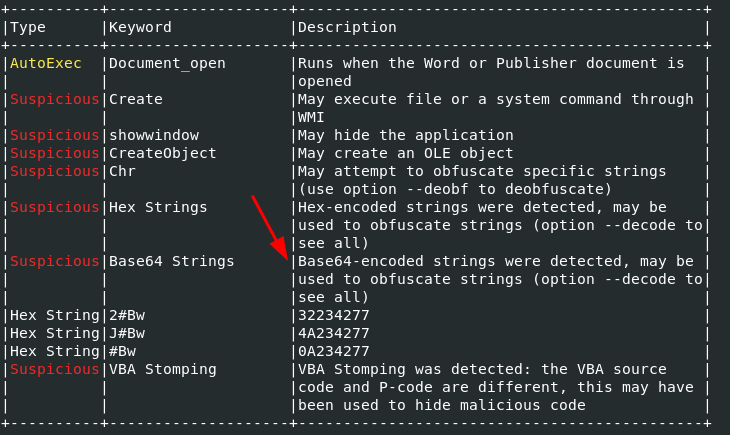 +----------+--------------------+---------------------------------------------+
|Type      |Keyword             |Description                                  |
+----------+--------------------+---------------------------------------------+
|AutoExec  |Document_open       |Runs when the Word or Publisher document is  |
|          |                    |opened                                       |
|Suspicious|Create              |May execute file or a system command through |
|          |                    |WMI                                          |
|Suspicious|showwindow          |May hide the application                     |
|Suspicious|CreateObject        |May create an OLE object                     |
|Suspicious|Chr                 |May attempt to obfuscate specific strings    |
|          |                    |(use option --deobf to deobfuscate)          |
|Suspicious|Hex Strings         |Hex-encoded strings were detected, may be    |
|          |                    |used to obfuscate strings (option --decode to|
|          |                    |see all)                                     |
|Suspicious|Base64 Strings      |Base64-encoded strings were detected, may be |
|          |                    |used to obfuscate strings (option --decode to|
|          |                    |see all)                                     |
|Hex String|2#Bw                |32234277                                     |
|Hex String|J#Bw                |4A234277                                     |
|Hex String|#Bw                 |0A234277                                     |
|Suspicious|VBA Stomping        |VBA Stomping was detected: the VBA source    |
|          |                    |code and P-code are different, this may have |
|          |                    |been used to hide malicious code             |
+----------+--------------------+---------------------------------------------+